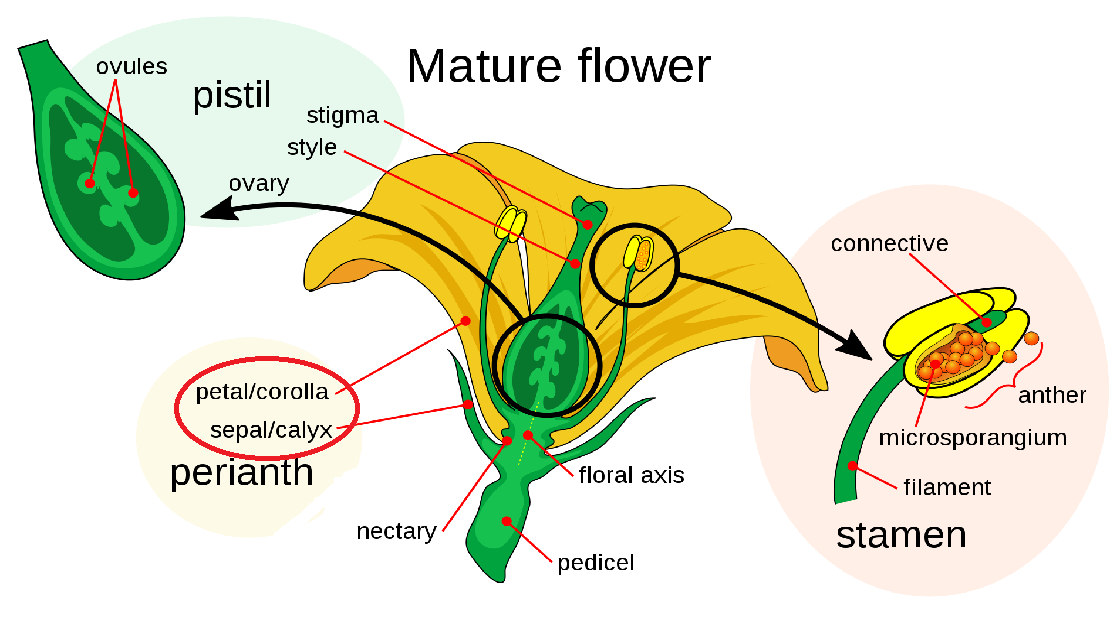 Mature flower
ovules
pistil
stigma
style
ovary
connective
petal/corolla
anther
sepal/calyx
microsporangium
perianth
floral axis
filament
nectary
stamen
pedicel